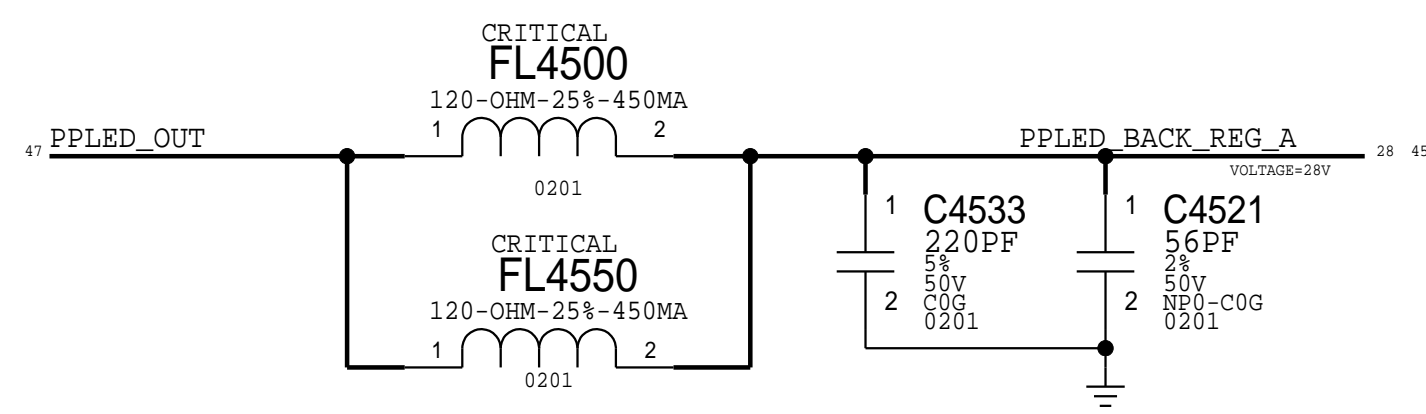 CRITICAL
FL4500
120-OHM-25%-450MA
1
2
0201
47 PPLED_OUT
PPLED_BACK_REG_A
28 45
VOLTAGE=28V
CRITICAL
FL4550
120-OHM-25%-450MA
1
2
0201
1
C4533
220PF
5%
50V
2
C0G
0201
1
C4521
56PF
2%
50V
2
NP0-C0G
0201